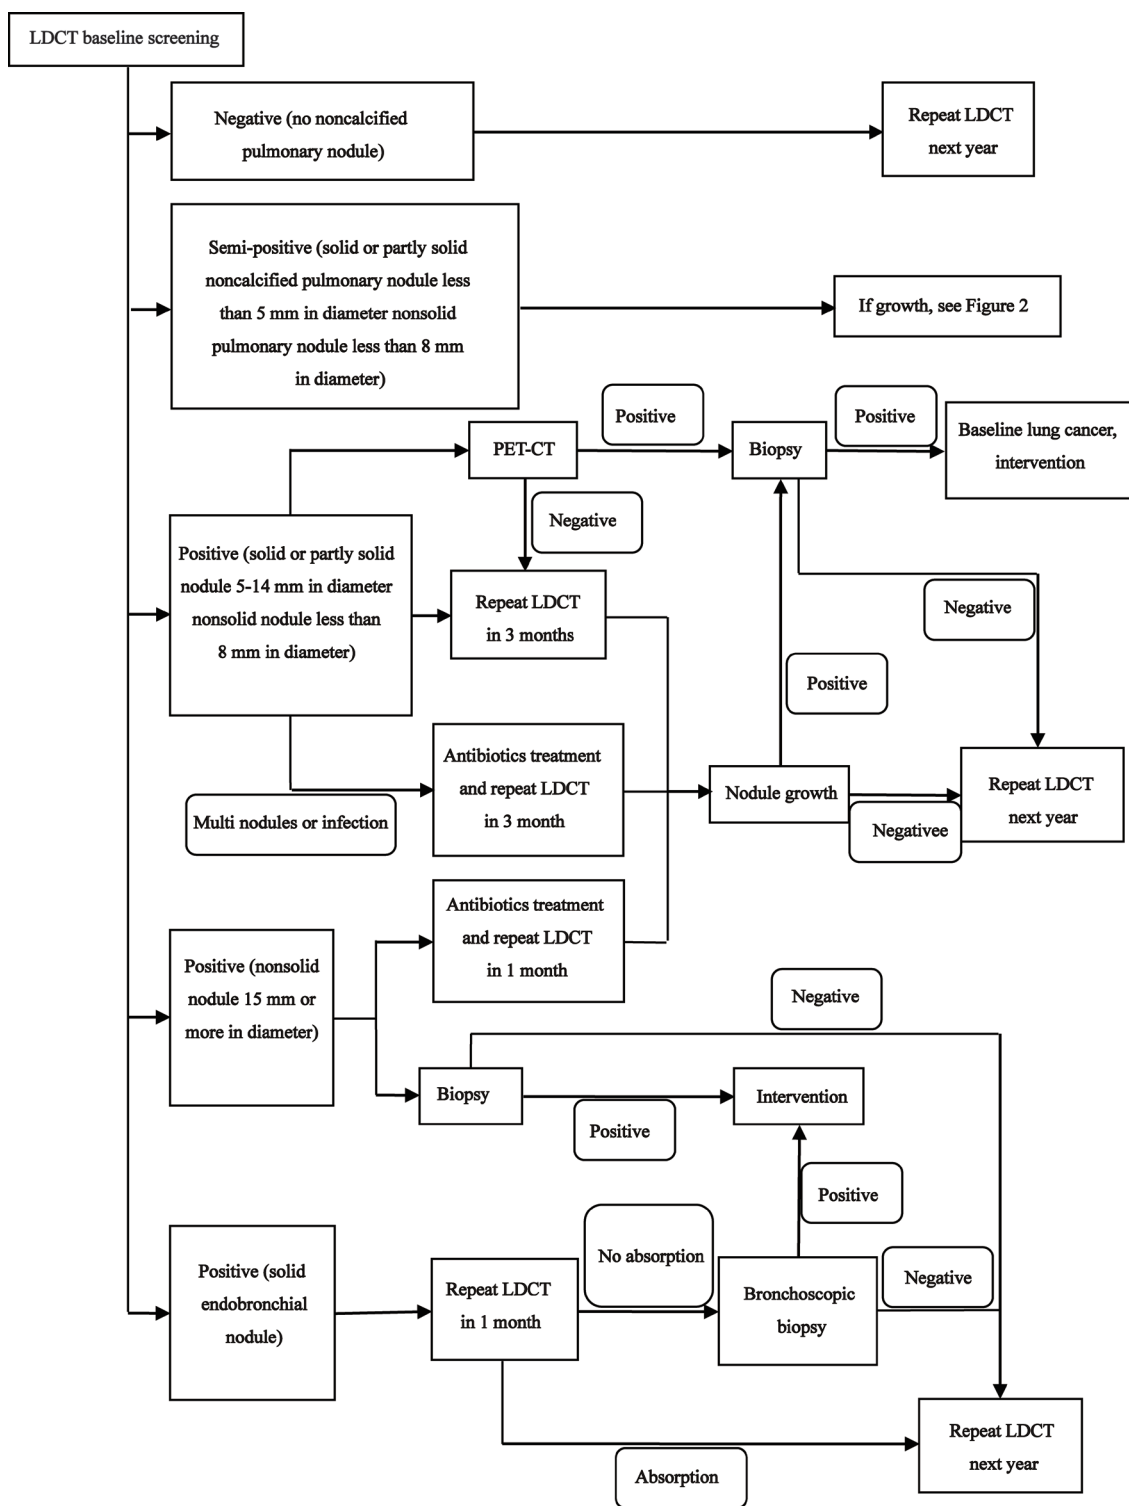 LDCT baseline screening
Negative (no noncalcified
pulmonary nodule)
Repeat LDCT
next year
Semi-positive (solid or partly solid
noncalcified pulmonary nodule less
than 5 mm in diameter nonsolid
pulmonary nodule less than 8 mm
in diameter)
If growth, see Figure 2
PET-CT
Positive
Biopsy
Positive
Baseline lung cancer,
intervention
Negative
Positive (solid or partly solid
nodule 5-14 mm in diameter
nonsolid nodule less than
8 mm in diameter)
Repeat LDCT
in 3 months
Negative
Positive
Multi nodules or infection
Antibiotics treatment
and repeat LDCT
in 3 month
Nodule growth
Negativee
Repeat LDCT
next year
Antibiotics treatment
and repeat LDCT
in 1 month
Positive (nonsolid
nodule 15 mm or
more in diameter)
Negative
Biopsy
Positive
Intervention
Positive
Positive (solid
endobronchial
nodule)
Repeat LDCT
in 1 month
No absorption
Bronchoscopic
biopsy
Negative
Absorption
Repeat LDCT
next year